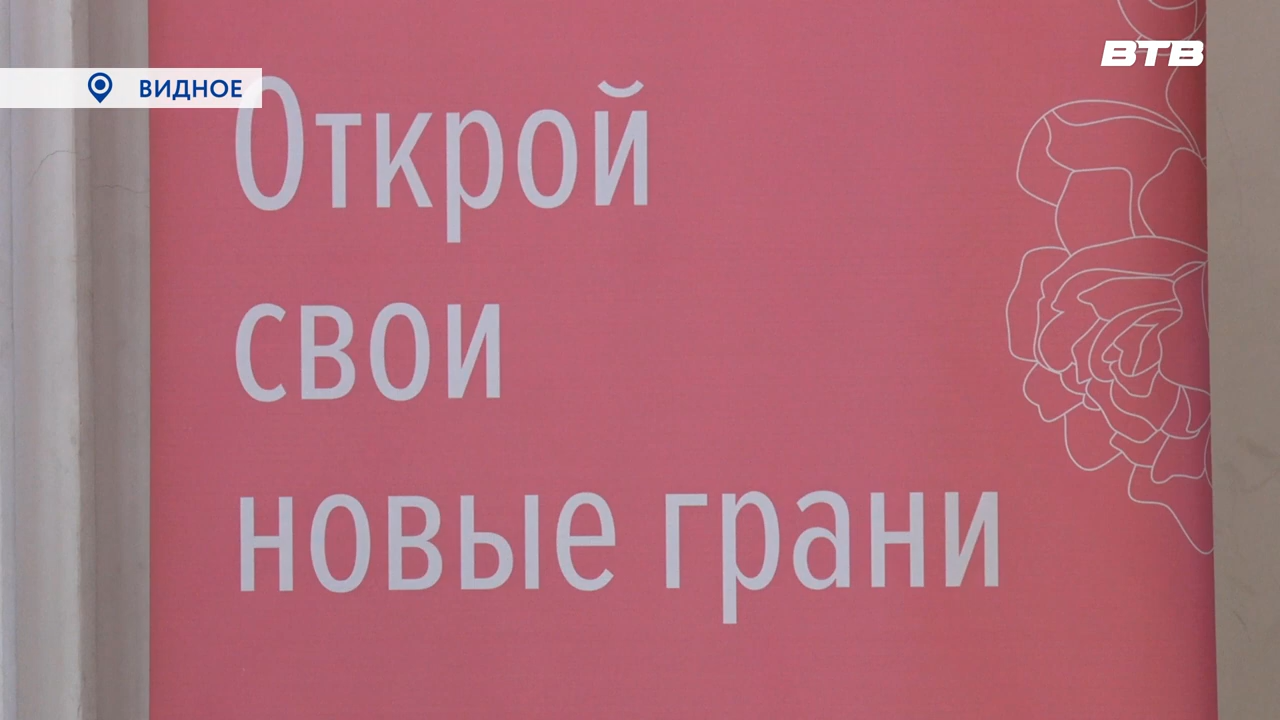 ВТВ
ВИДНОЕ
Открой
свои
новые грани